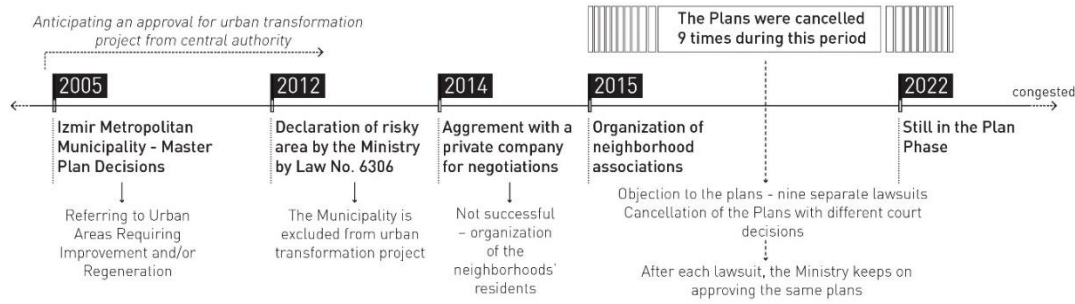 Anticipating an approval for urban transformation
project from central authority
The Plans were cancelled
9 times during this period
2005
2012
2014
2015
2022
congested
Izmir Metropolitan
Municipality - Master
Plan Decisions
Declaration of risky
area by the Ministry
by Law No. 6306
Aggrement with a
private company
for negotiations
Organization of
neighborhood
associations
Still in the Plan
Phase
Referring to Urban
Areas Requiring
Improvement and/or
Regeneration
The Municipality is
excluded from urban
transformation project
Not successful
– organization
of the
neighborhoods'
residents
Objection to the plans - nine separate lawsuits
Cancellation of the Plans with different court
decisions
After each lawsuit, the Ministry keeps on
approving the same plans